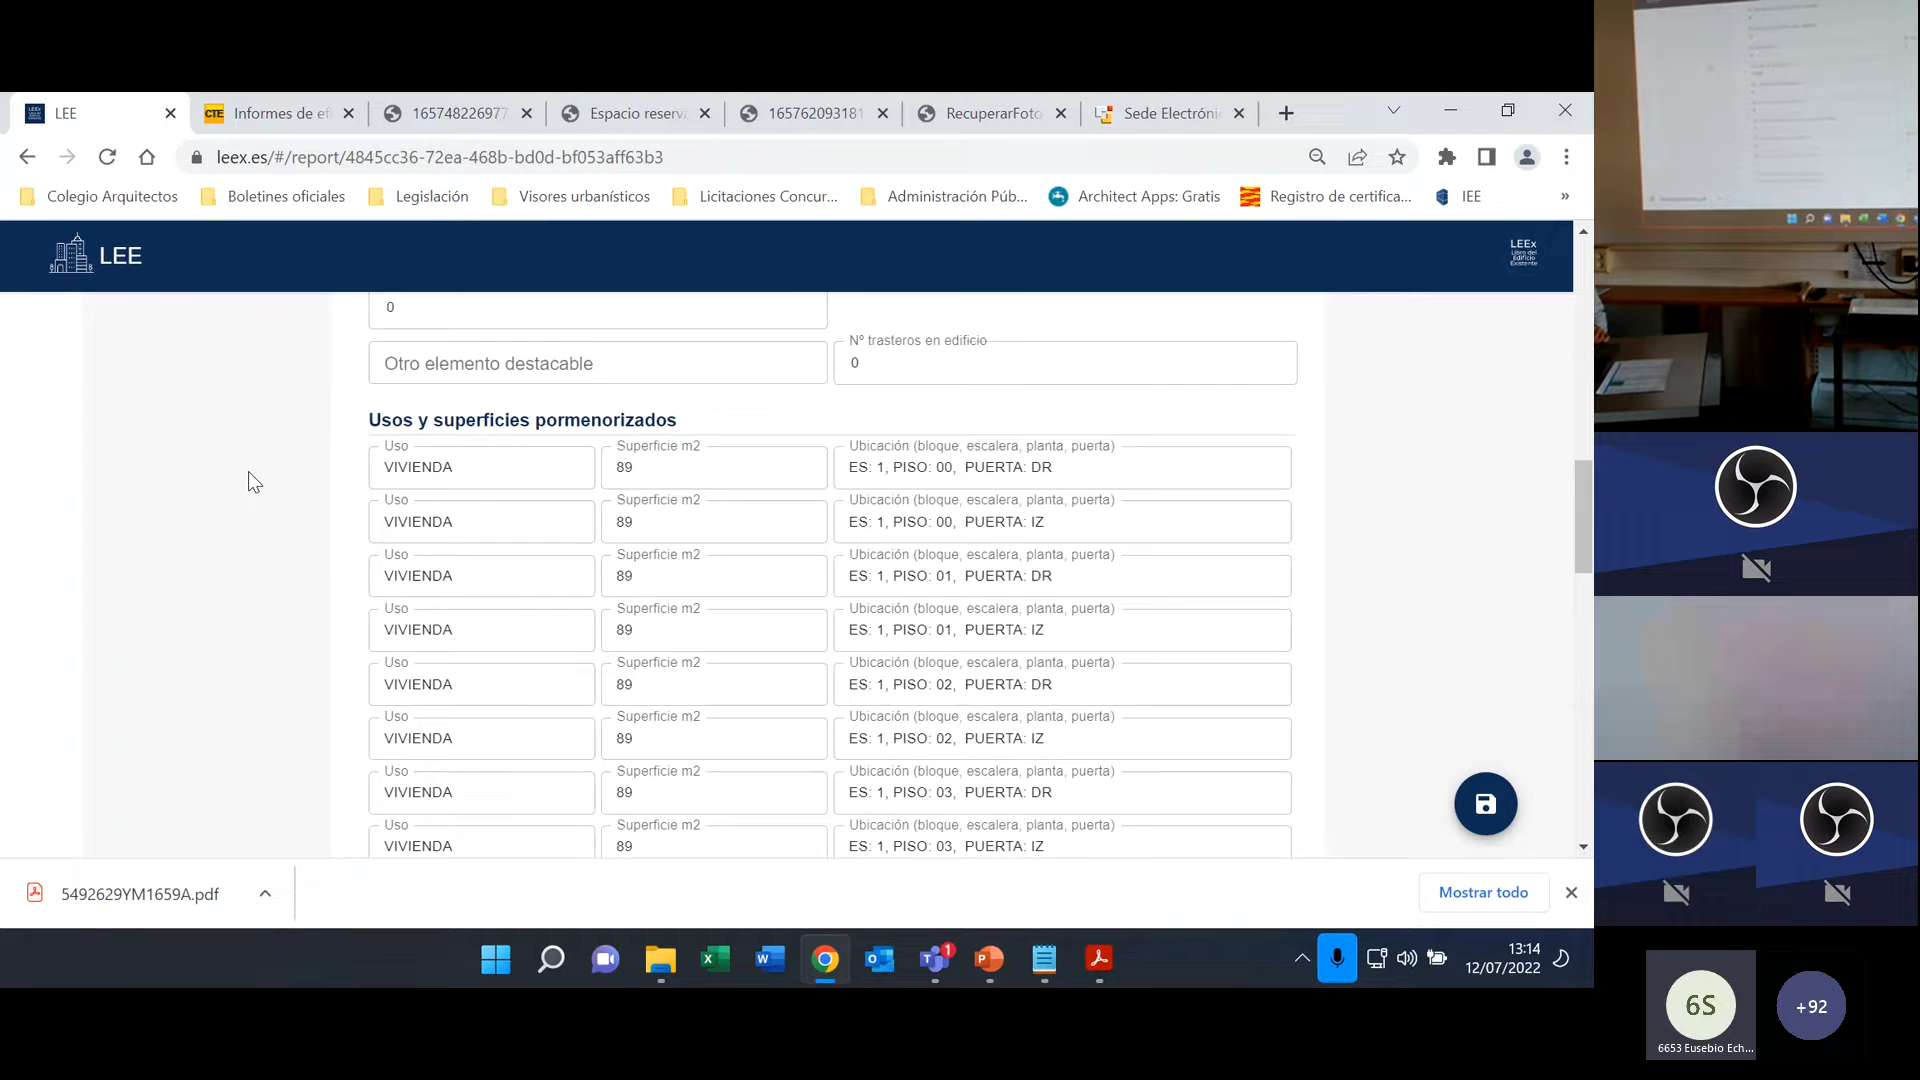 LEE
Informes de ef
165748226977
Espacio reserv
165762093181
RecuperarFoto
Sede Electróni
leex.es/#/report/4845cc36-72ea-468b-bd0d-bf053aff63b3
Colegio Arquitectos
Boletines oficiales
Legislación
Visores urbanísticos
Licitaciones Concur...
Administración Púb...
Architect Apps: Gratis
Registro de certifica...
IEE
»
LEE
LEEx
Libro del
Edificio
Existente
0
Otro elemento destacable
Nº trasteros en edificio
0
Usos y superficies pormenorizados
Uso Superficie m2 Ubicación (bloque, escalera, planta, puerta)
VIVIENDA 89 ES: 1, PISO: 00, PUERTA: DR
Uso Superficie m2 Ubicación (bloque, escalera, planta, puerta)
VIVIENDA 89 ES: 1, PISO: 00, PUERTA: IZ
Uso Superficie m2 Ubicación (bloque, escalera, planta, puerta)
VIVIENDA 89 ES: 1, PISO: 01, PUERTA: DR
Uso Superficie m2 Ubicación (bloque, escalera, planta, puerta)
VIVIENDA 89 ES: 1, PISO: 01, PUERTA: IZ
Uso Superficie m2 Ubicación (bloque, escalera, planta, puerta)
VIVIENDA 89 ES: 1, PISO: 02, PUERTA: DR
Uso Superficie m2 Ubicación (bloque, escalera, planta, puerta)
VIVIENDA 89 ES: 1, PISO: 02, PUERTA: IZ
Uso Superficie m2 Ubicación (bloque, escalera, planta, puerta)
VIVIENDA 89 ES: 1, PISO: 03, PUERTA: DR
Uso Superficie m2 Ubicación (bloque, escalera, planta, puerta)
VIVIENDA 89 ES: 1, PISO: 03, PUERTA: IZ
5492629YM1659A.pdf
Mostrar todo
13:14
12/07/2022
6S
6653 Eusebio Ech...
+92